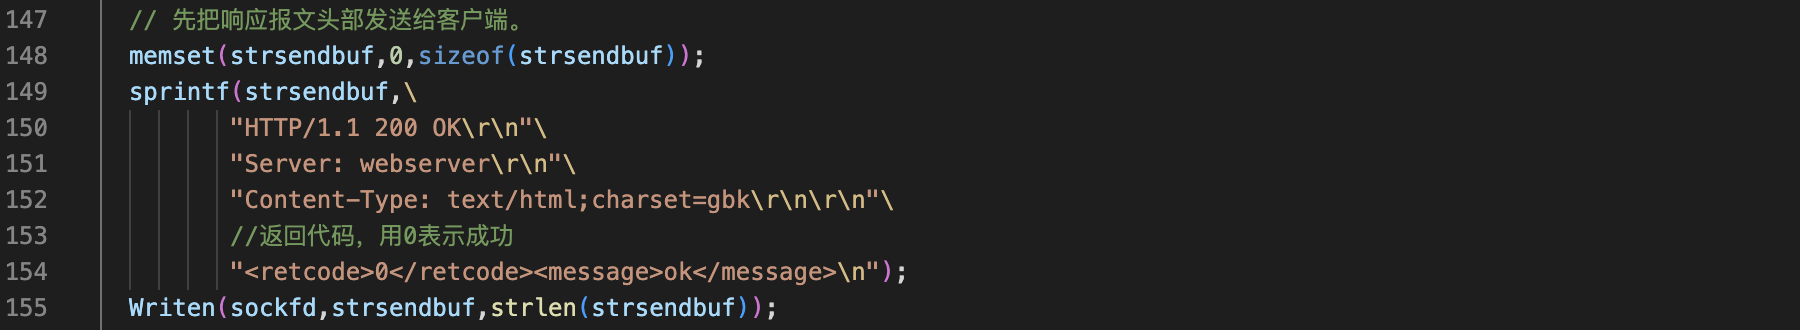 147 // 先把响应报文头部发送给客户端。
148 memset(strsendbuf,0,sizeof(strsendbuf));
149 sprintf(strsendbuf,\
150 "HTTP/1.1 200 OK\r\n"\
151 "Server: webserver\r\n"\
152 "Content-Type: text/html;charset=gbk\r\n\r\n"\
153 //返回代码，用0表示成功
154 "<retcode>0</retcode><message>ok</message>\n");
155 Writen(sockfd,strsendbuf,strlen(strsendbuf));